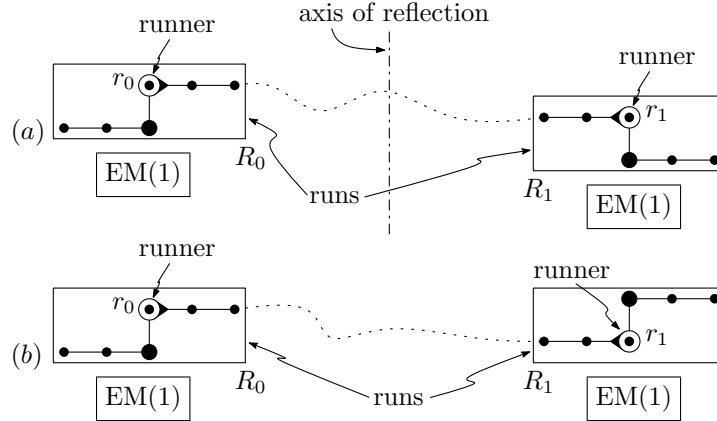 axis of reflection
runner
r₀
runner
r₁
(a)
R₀
R₁
EM(1)
runs
EM(1)
runner
r₀
runner
r₁
(b)
R₀
R₁
EM(1)
runs
EM(1)